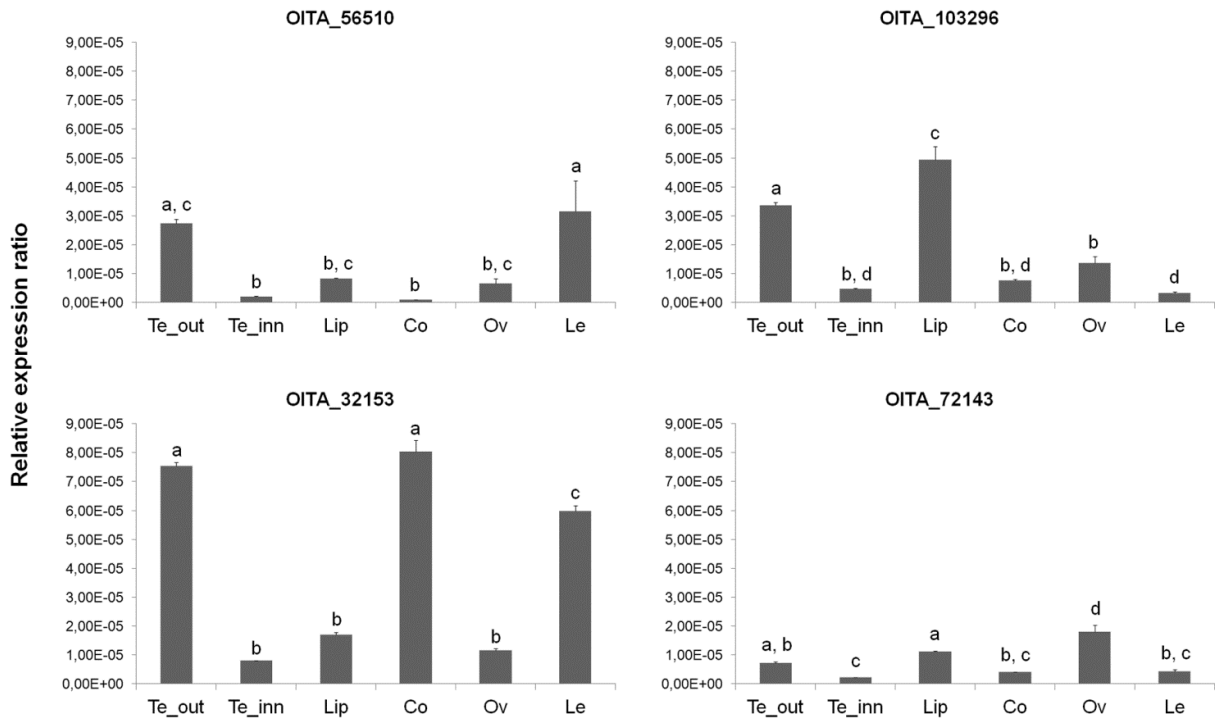 OITA_56510
9,00E-05
8,00E-05
7,00E-05
6,00E-05
5,00E-05
4,00E-05
3,00E-05
2,00E-05
1,00E-05
0,00E+00
a, c
b
b, c
b
b, c
a
Te_out Te_inn Lip Co Ov Le
OITA_103296
9,00E-05
8,00E-05
7,00E-05
6,00E-05
5,00E-05
4,00E-05
3,00E-05
2,00E-05
1,00E-05
0,00E+00
a
b, d
c
b, d
b
d
Te_out Te_inn Lip Co Ov Le
Relative expression ratio
OITA_32153
9,00E-05
8,00E-05
7,00E-05
6,00E-05
5,00E-05
4,00E-05
3,00E-05
2,00E-05
1,00E-05
0,00E+00
a
b
b
a
b
c
Te_out Te_inn Lip Co Ov Le
OITA_72143
9,00E-05
8,00E-05
7,00E-05
6,00E-05
5,00E-05
4,00E-05
3,00E-05
2,00E-05
1,00E-05
0,00E+00
a, b
c
a
b, c
d
b, c
Te_out Te_inn Lip Co Ov Le